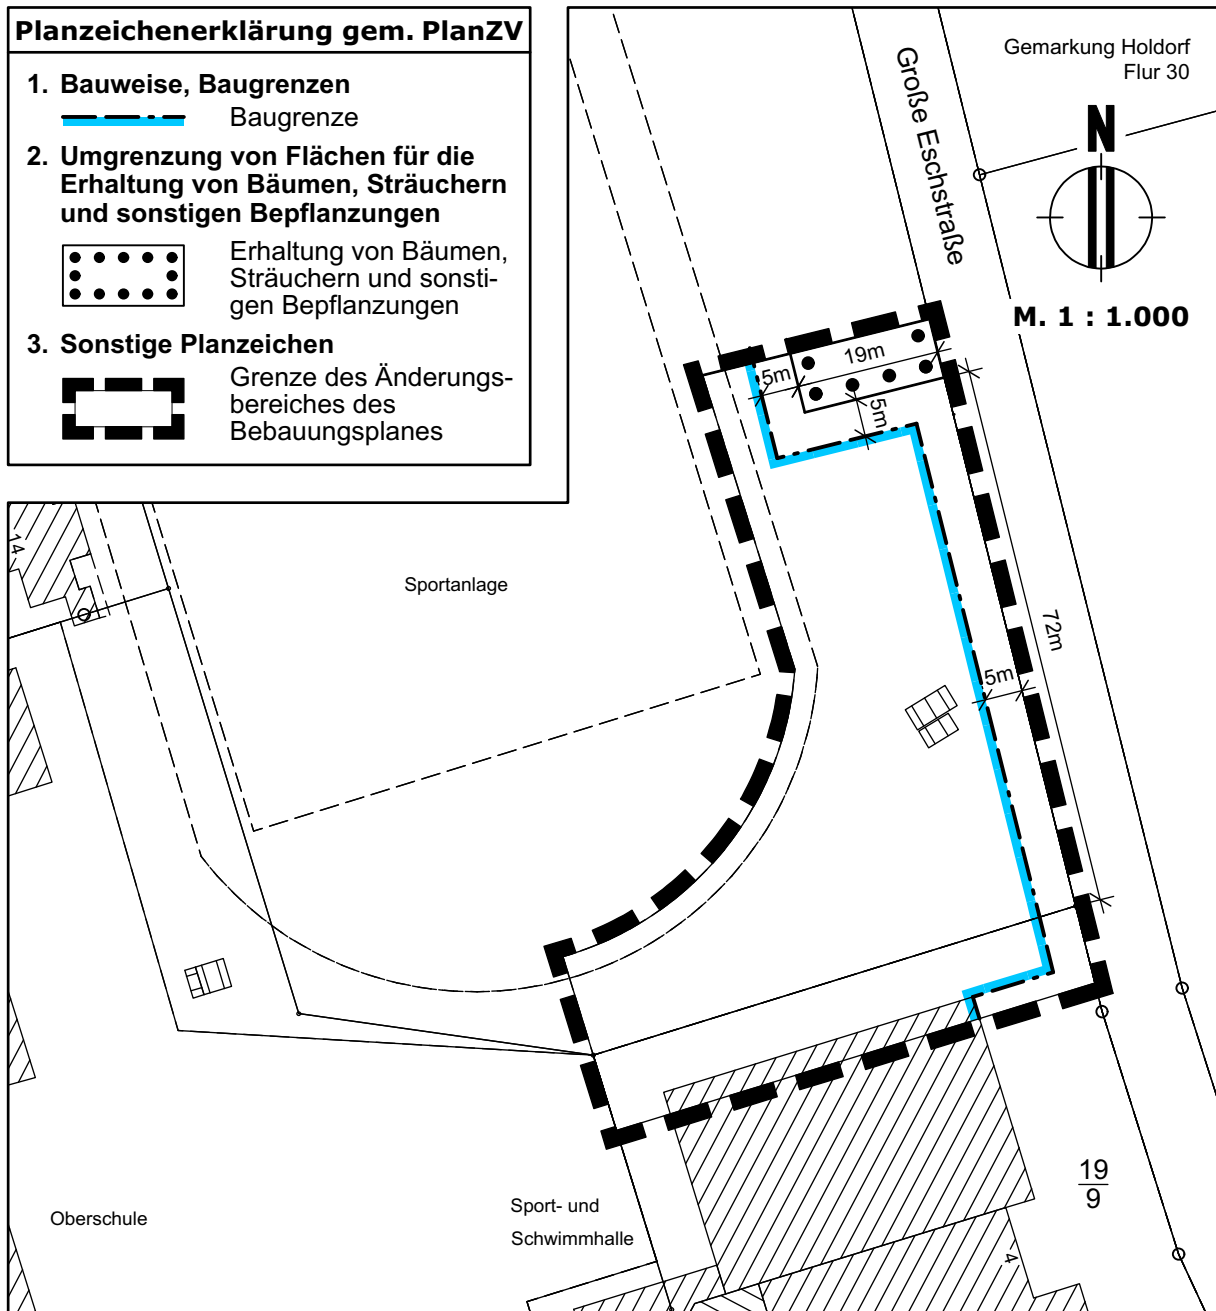 Planzeichenerklärung gem. PlanZV
1. Bauweise, Baugrenzen
Baugrenze
2. Umgrenzung von Flächen für die
Erhaltung von Bäumen, Sträuchern
und sonstigen Bepflanzungen
Erhaltung von Bäumen,
Sträuchern und sonsti-
gen Bepflanzungen
3. Sonstige Planzeichen
Grenze des Änderungs-
bereiches des
Bebauungsplanes
Große Eschstraße
Gemarkung Holdorf
Flur 30
N
M. 1 : 1.000
19m
5m
5m
72m
5m
14
Sportanlage
Oberschule
Sport- und
Schwimmhalle
19
9
4